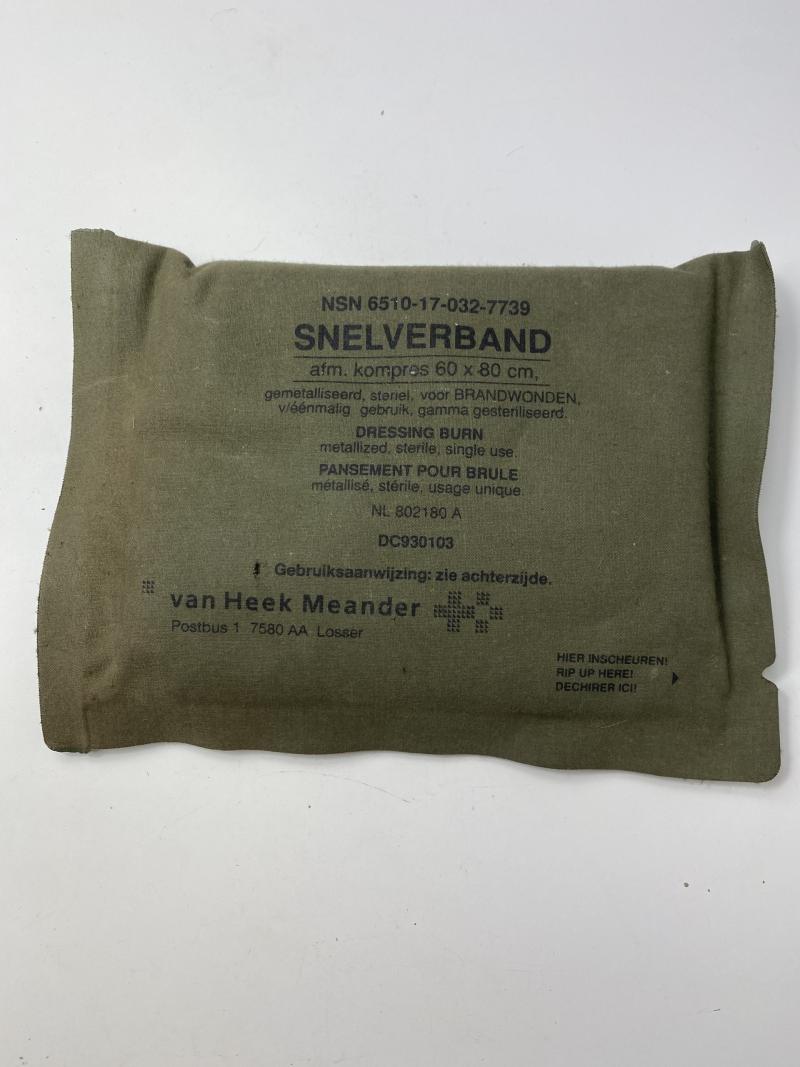 NSN 6510-17-032-7739
SNELVERBAND
afm. kompres 60 x 80 cm,
gemetalliseerd, steriel, voor BRANDWONDEN,
v/éénmalig gebruik, gamma gesteriliseerd.
DRESSING BURN
metallized, sterile, single use.
PANSEMENT POUR BRULE
métallisé, stérile, usage unique.
NL 802180 A
DC930103
Gebruiksaanwijzing: zie achterzijde.
van Heek Meander
Postbus 1 7580 AA Losser
HIER INSCHEUREN!
RIP UP HERE!
DECHIRER ICI!